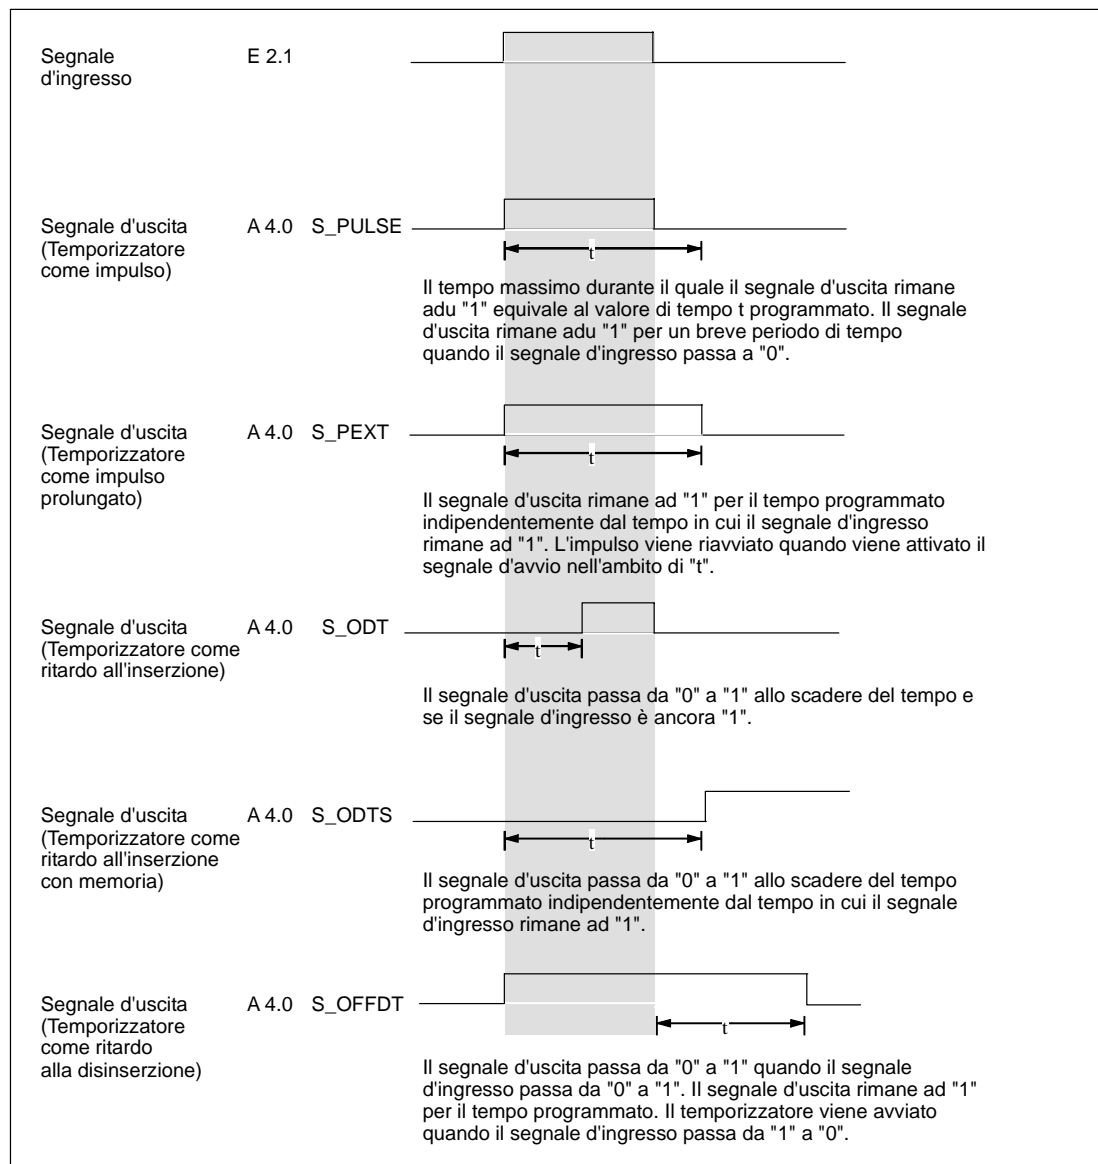 Segnale
d'ingresso
E 2.1
Segnale d'uscita
(Temporizzatore
come impulso)
A 4.0 S_PULSE
t
Il tempo massimo durante il quale il segnale d'uscita rimane
adu "1" equivale al valore di tempo t programmato. Il segnale
d'uscita rimane adu "1" per un breve periodo di tempo
quando il segnale d'ingresso passa a "0".
Segnale d'uscita
(Temporizzatore
come impulso
prolungato)
A 4.0 S_PEXT
t
Il segnale d'uscita rimane ad "1" per il tempo programmato
indipendentemente dal tempo in cui il segnale d'ingresso
rimane ad "1". L'impulso viene riavviato quando viene attivato il
segnale d'avvio nell'ambito di "t".
Segnale d'uscita
(Temporizzatore come
ritardo all'inserzione)
A 4.0 S_ODT
t
Il segnale d'uscita passa da "0" a "1" allo scadere del tempo e
se il segnale d'ingresso è ancora "1".
Segnale d'uscita
(Temporizzatore come
ritardo all'inserzione
con memoria)
A 4.0 S_ODTS
t
Il segnale d'uscita passa da "0" a "1" allo scadere del tempo
programmato indipendentemente dal tempo in cui il segnale
d'ingresso rimane ad "1".
Segnale d'uscita
(Temporizzatore
come ritardo
alla disinserzione)
A 4.0 S_OFFDT
t
Il segnale d'uscita passa da "0" a "1" quando il segnale
d'ingresso passa da "0" a "1". Il segnale d'uscita rimane ad "1"
per il tempo programmato. Il temporizzatore viene avviato
quando il segnale d'ingresso passa da "1" a "0".